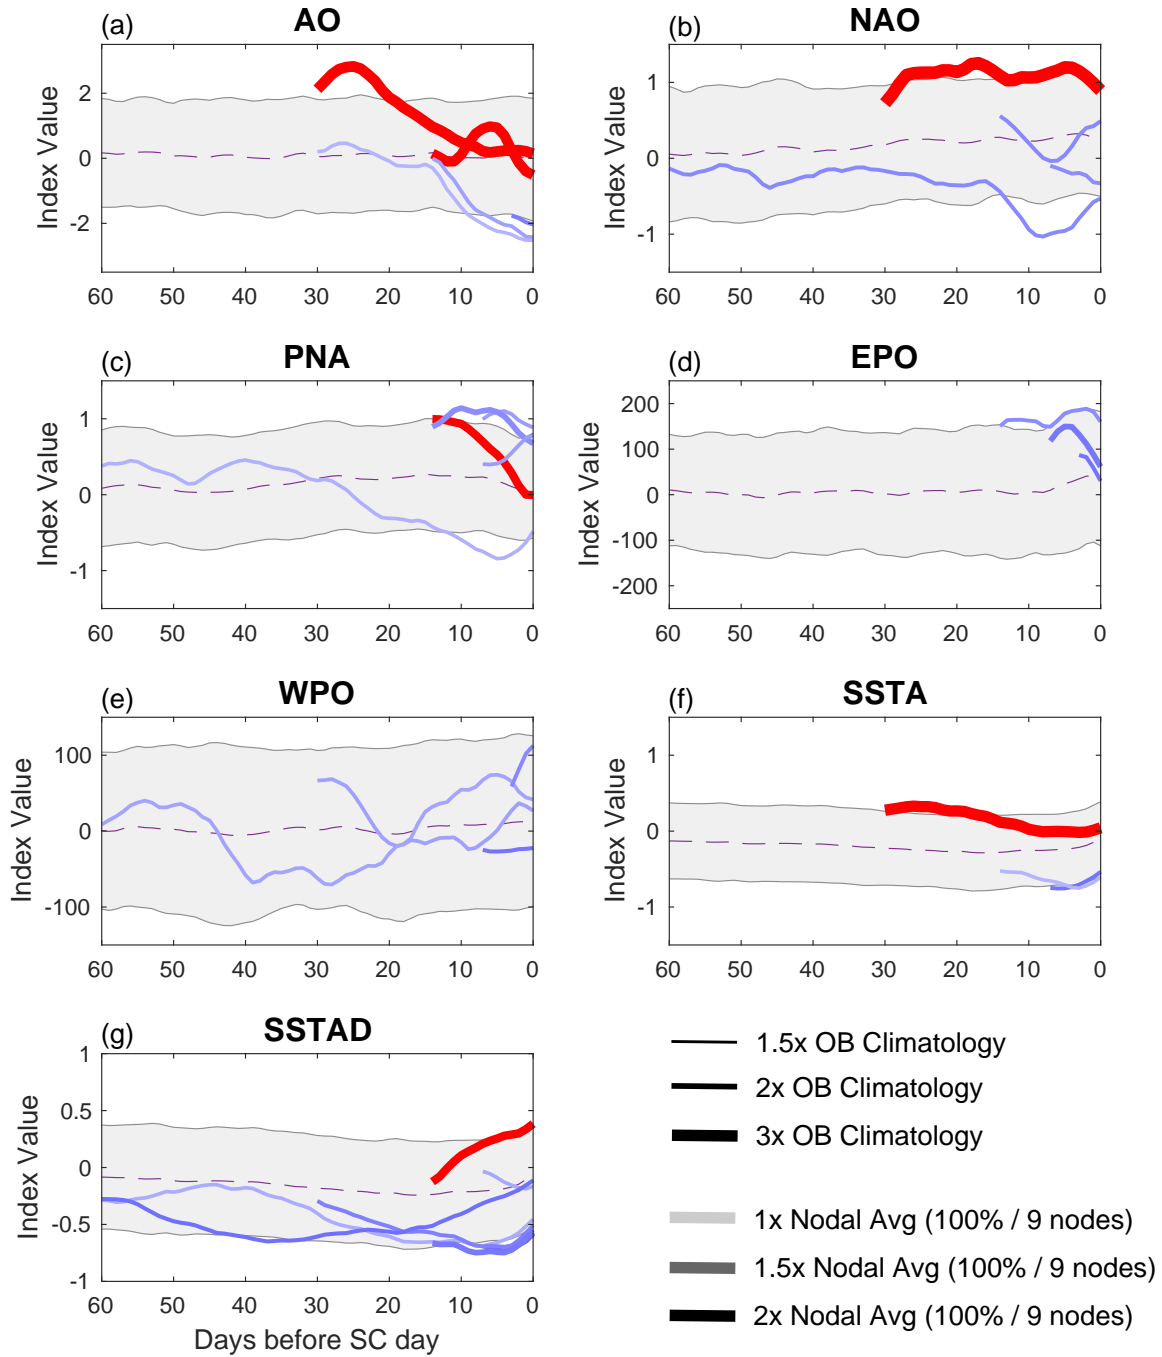 (a) AO
Index Value
2
0
-2
60 50 40 30 20 10 0
(b) NAO
Index Value
1
0
-1
60 50 40 30 20 10 0
(c) PNA
Index Value
1
0
-1
60 50 40 30 20 10 0
(d) EPO
Index Value
200
100
0
-100
-200
60 50 40 30 20 10 0
(e) WPO
Index Value
100
0
-100
60 50 40 30 20 10 0
(f) SSTA
Index Value
1
0
-1
60 50 40 30 20 10 0
(g) SSTAD
Index Value
1
0.5
0
-0.5
-1
60 50 40 30 20 10 0
Days before SC day
1.5x OB Climatology
2x OB Climatology
3x OB Climatology
1x Nodal Avg (100% / 9 nodes)
1.5x Nodal Avg (100% / 9 nodes)
2x Nodal Avg (100% / 9 nodes)